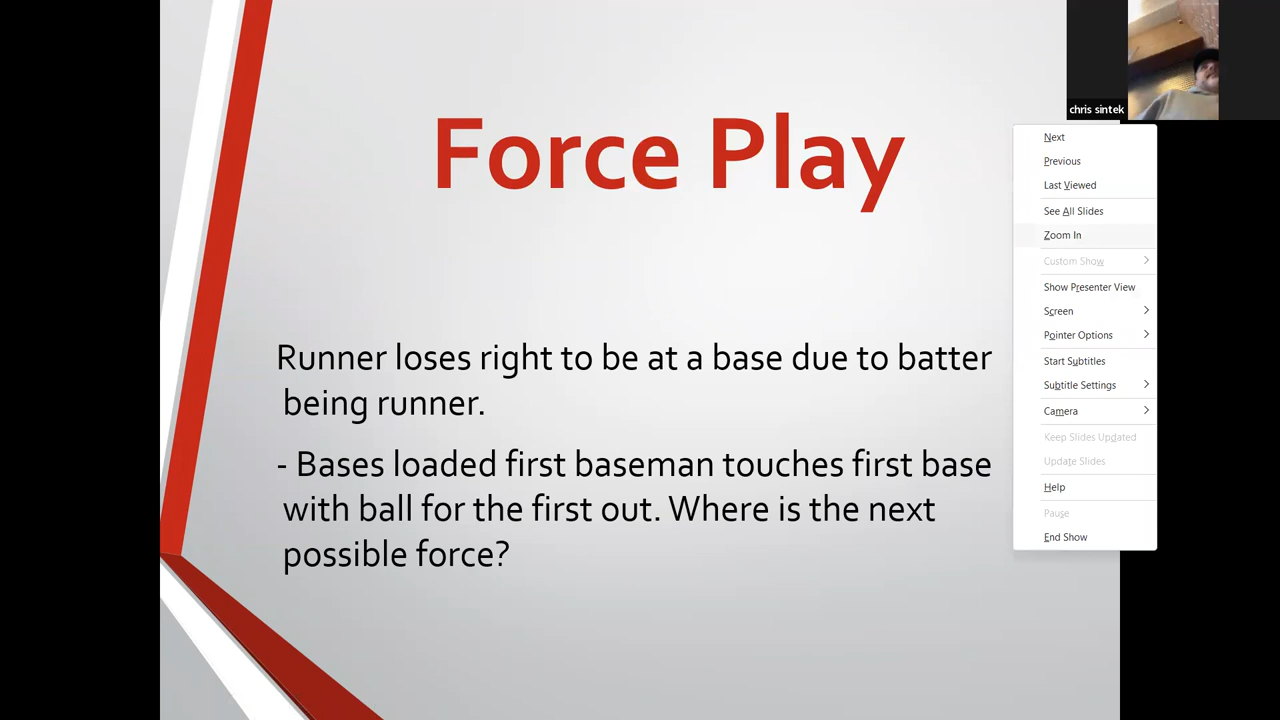 Force Play
Runner loses right to be at a base due to batter
being runner.
- Bases loaded first baseman touches first base
with ball for the first out. Where is the next
possible force?
chris sintek
Next
Previous
Last Viewed
See All Slides
Zoom In
Custom Show
Show Presenter View
Screen
Pointer Options
Start Subtitles
Subtitle Settings
Camera
Keep Slides Updated
Update Slides
Help
Pause
End Show